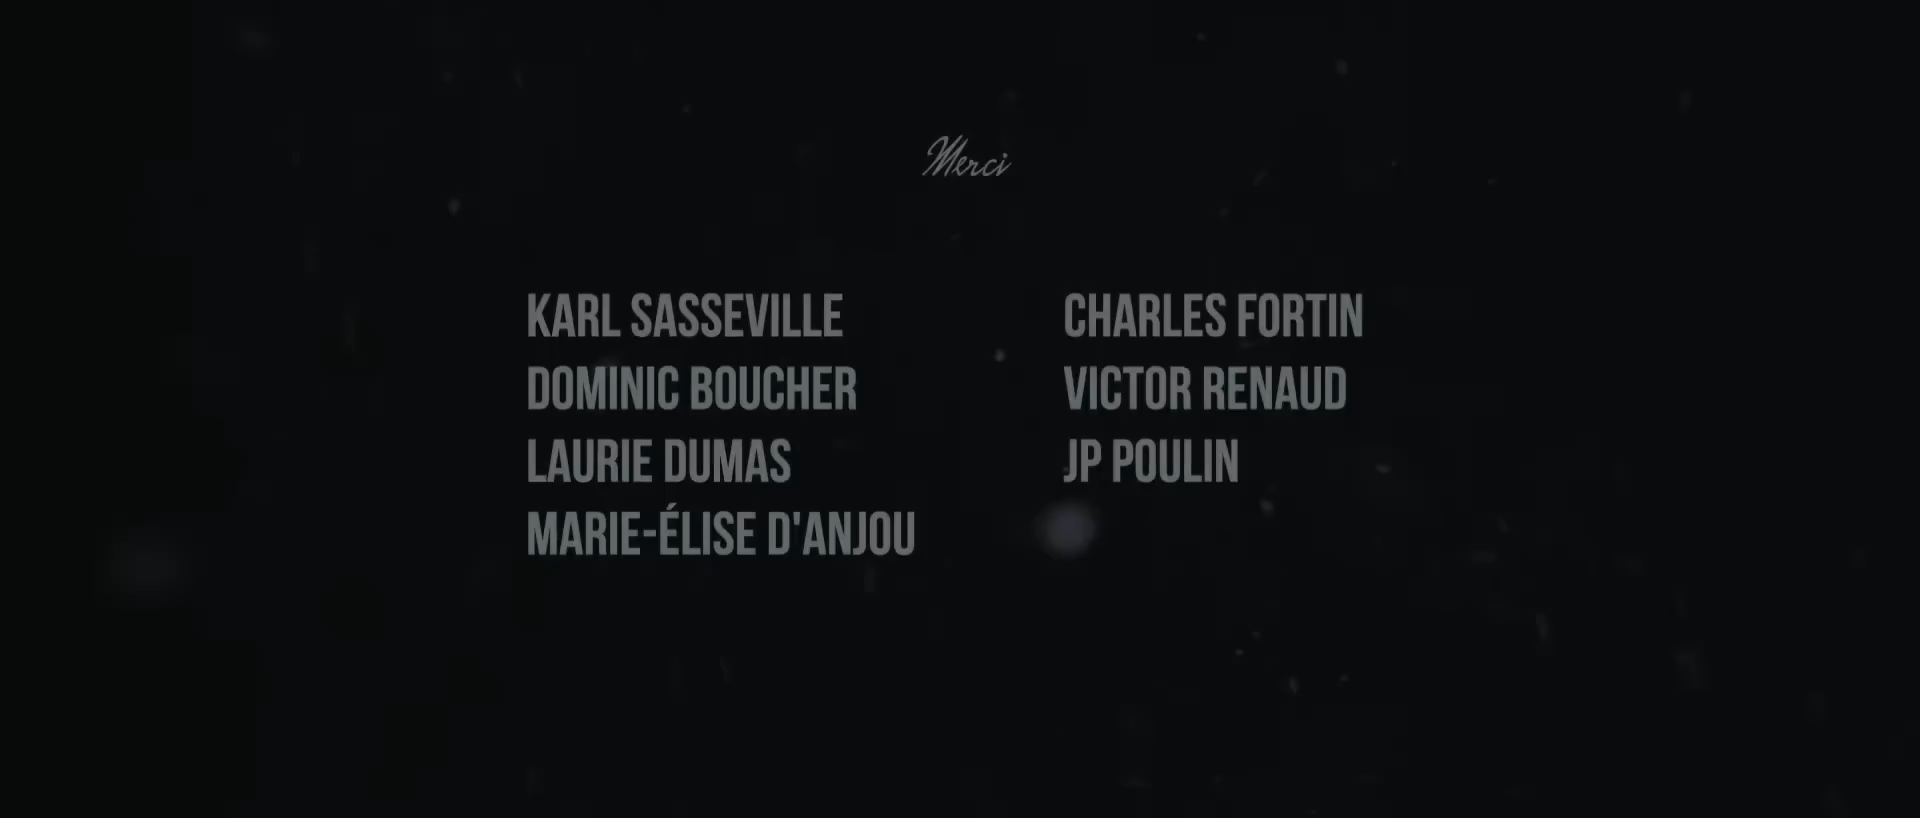 Merci
KARL SASSEVILLE
DOMINIC BOUCHER
LAURIE DUMAS
MARIE-ÉLISE D'ANJOU
CHARLES FORTIN
VICTOR RENAUD
JP POULIN